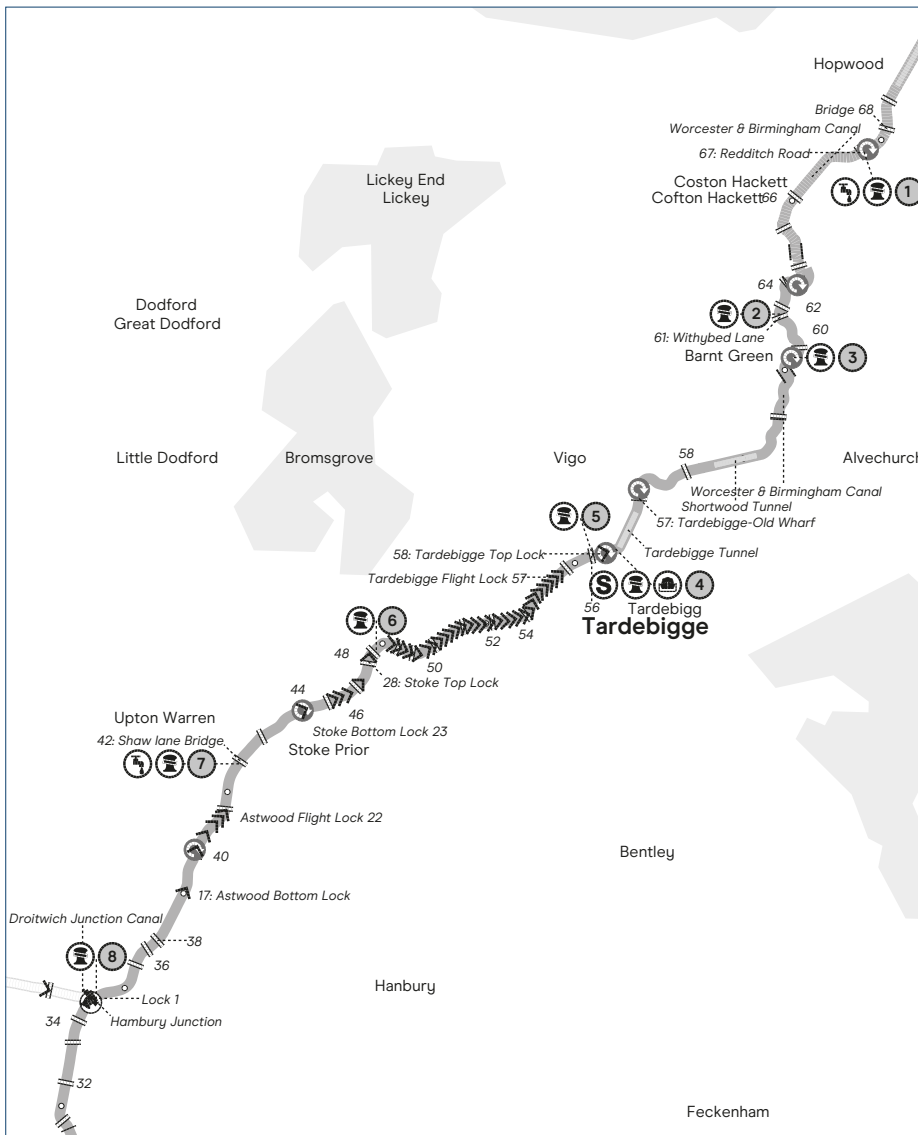 Hopwood
Bridge 68
Worcester & Birmingham Canal
67: Redditch Road
1
Lickey End
Lickey
Coston Hackett
Cofton Hackett
66
64
62
Dodford
Great Dodford
2
61: Withybed Lane
60
Barnt Green
3
Little Dodford
Bromsgrove
Vigo
58
Alvechurch
Worcester & Birmingham Canal
Shortwood Tunnel
57: Tardebigge-Old Wharf
5
58: Tardebigge Top Lock
Tardebigge Tunnel
Tardebigge Flight Lock 57
S
4
56
Tardebigg
Tardebigge
6
54
52
50
48
28: Stoke Top Lock
44
46
Stoke Bottom Lock 23
Upton Warren
42: Shaw lane Bridge
Stoke Prior
7
Astwood Flight Lock 22
40
Bentley
17: Astwood Bottom Lock
Droitwich Junction Canal
38
8
36
Hanbury
Lock 1
34
Hambury Junction
32
Feckenham